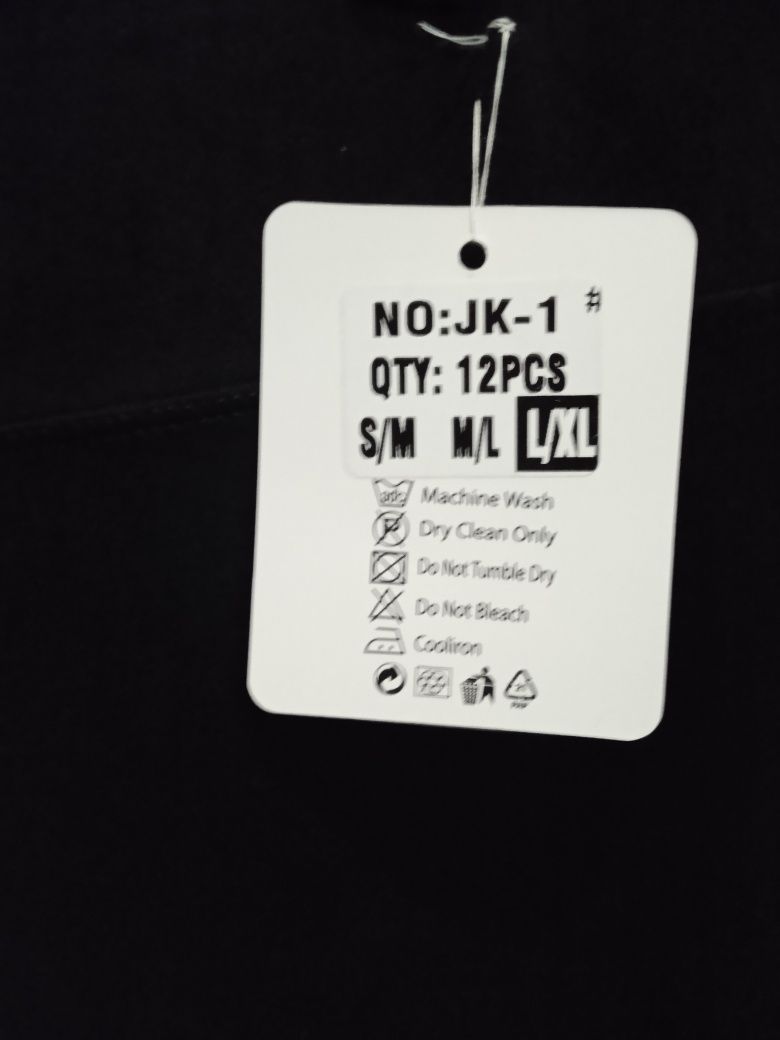 NO:JK-1 #
QTY: 12PCS
S/M M/L L/XL
Machine Wash
Dry Clean Only
Do Not Tumble Dry
Do Not Bleach
Cooliron